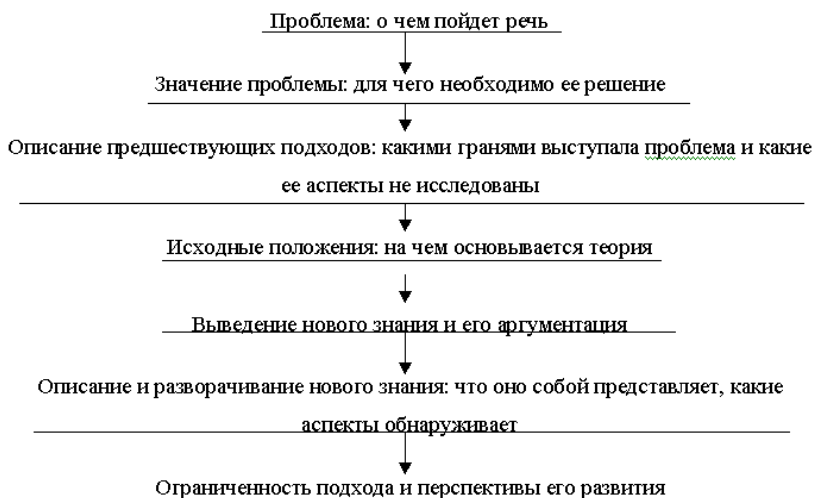 Проблема: о чем пойдет речь
Значение проблемы: для чего необходимо ее решение
Описание предшествующих подходов: какими гранями выступала проблема и какие
ее аспекты не исследованы
Исходные положения: на чем основывается теория
Выведение нового знания и его аргументация
Описание и разворачивание нового знания: что оно собой представляет, какие
аспекты обнаруживает
Ограниченность подхода и перспективы его развития